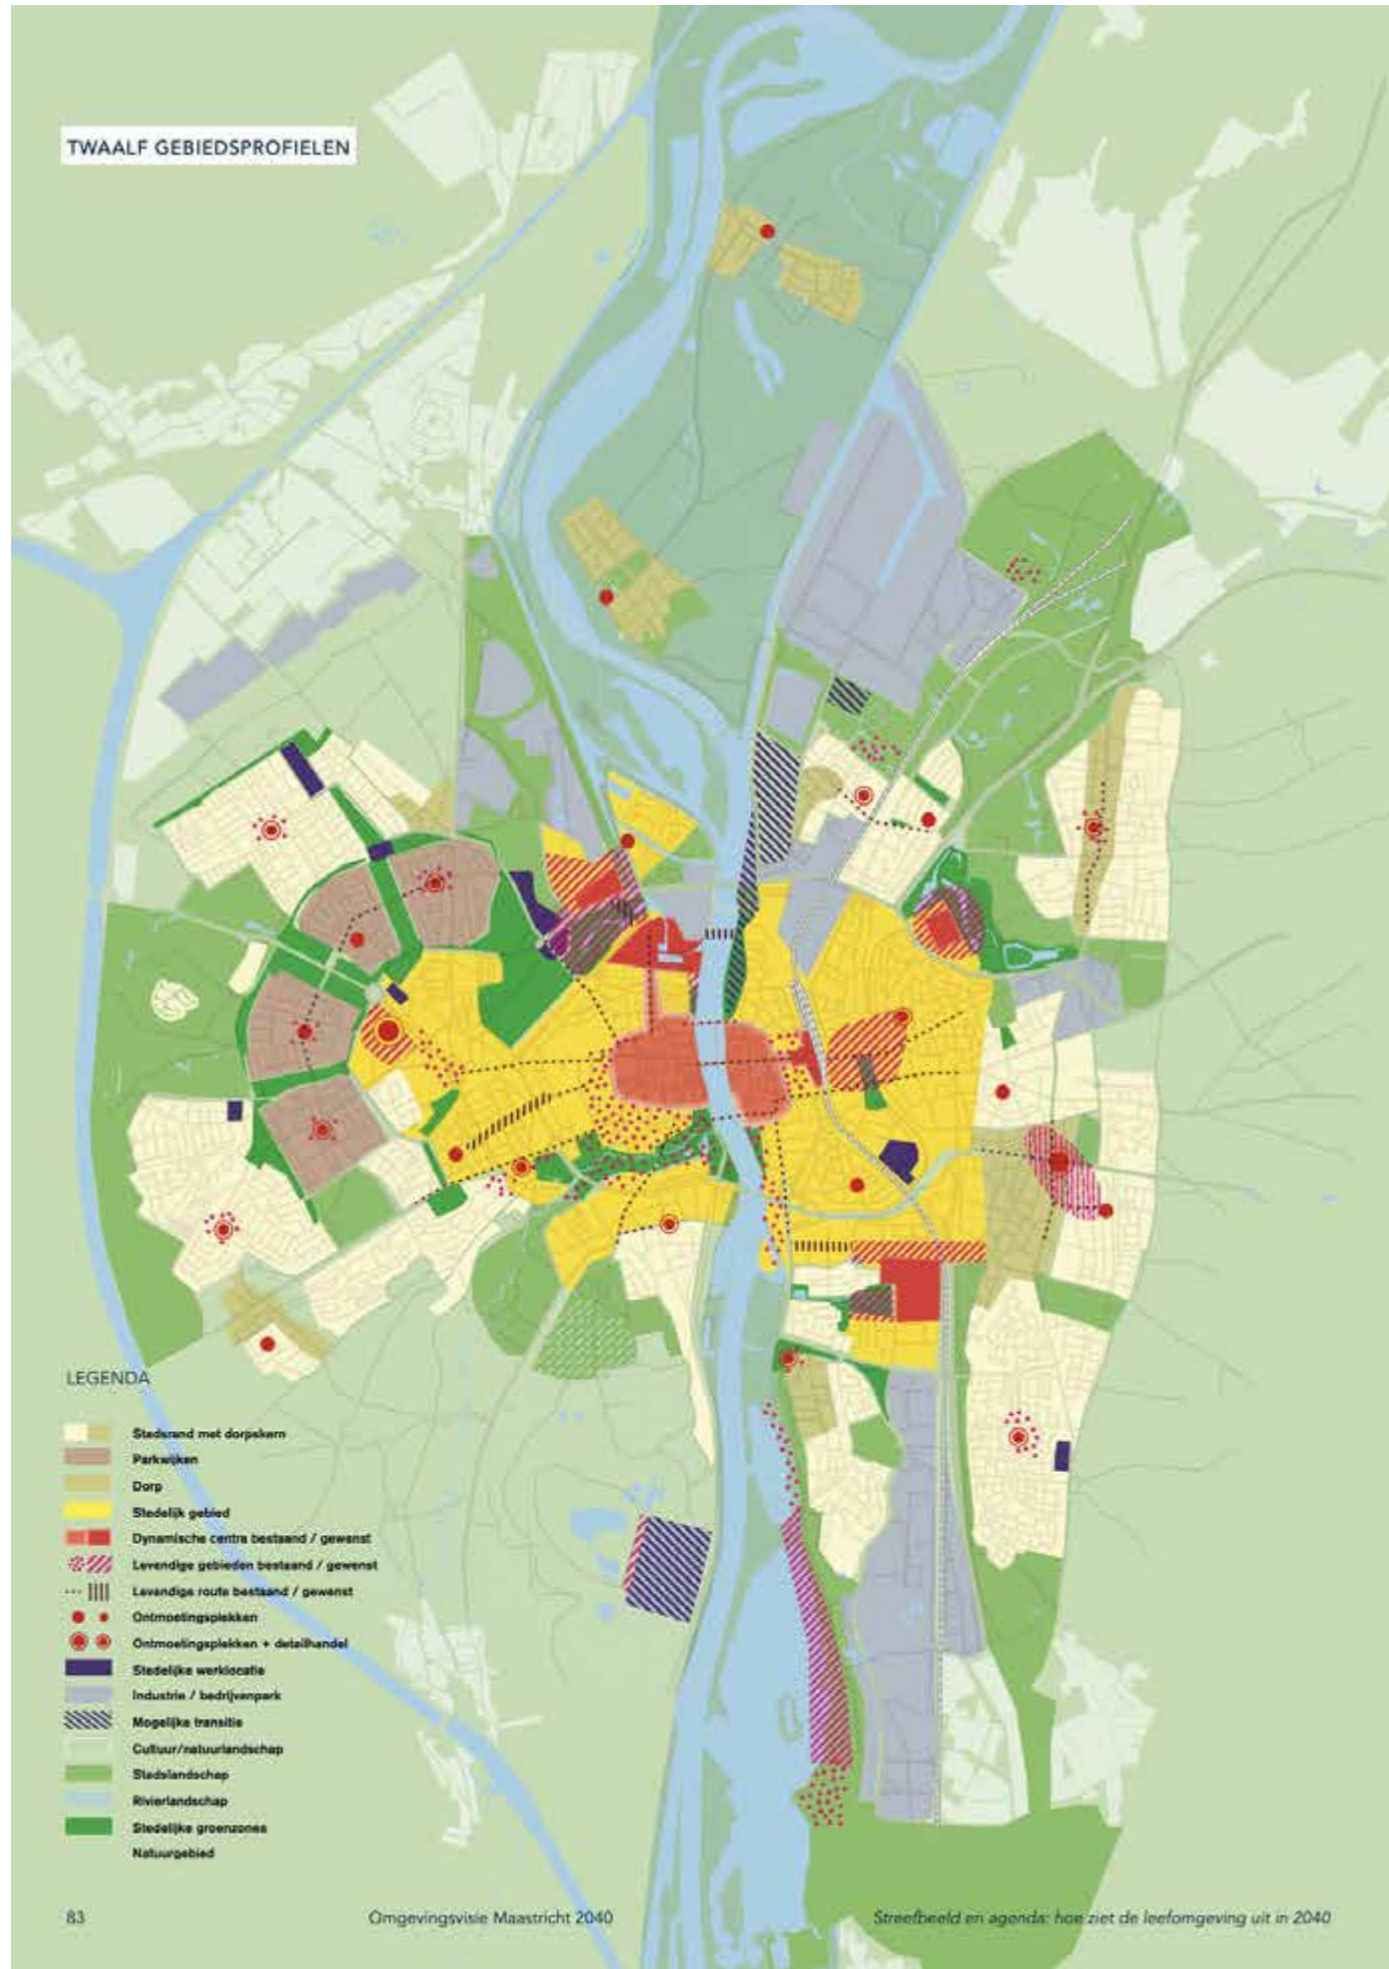 TWAALF GEBIEDSPROFIELEN
LEGENDA
Stadsrand met dorpskern
Parkwijken
Dorp
Stedelijk gebied
Dynamische centra bestaand / gewenst
Levendige gebieden bestaand / gewenst
Levendige route bestaand / gewenst
Ontmoetingsplekken
Ontmoetingsplekken + detailhandel
Stedelijke werklocatie
Industrie / bedrijvenpark
Mogelijke transitie
Cultuur/natuurlandschap
Stadslandschap
Rivierlandschap
Stedelijke groenzones
Natuurgebied
83
Omgevingsvisie Maastricht 2040
Streefbeeld en agenda: hoe ziet de leefomgeving uit in 2040